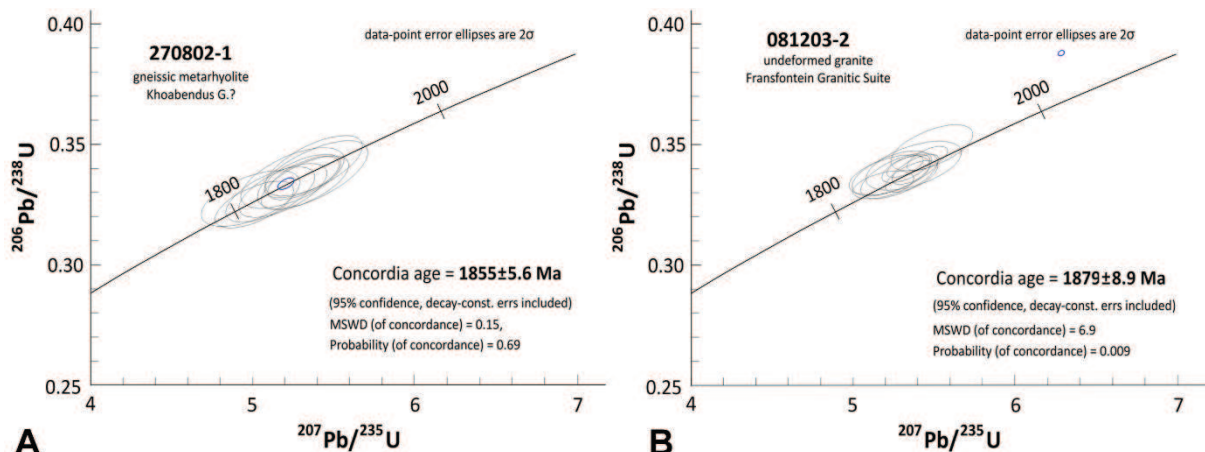 0.40
0.35
0.30
0.25
²⁰⁶Pb/²³⁸U
270802-1
gneissic metarhyolite
Khoabendus G.?
data-point error ellipses are 2σ
2000
1800
Concordia age = 1855±5.6 Ma
(95% confidence, decay-const. errs included)
MSWD (of concordance) = 0.15,
Probability (of concordance) = 0.69
4
5
6
7
²⁰⁷Pb/²³⁵U
A
0.40
0.35
0.30
0.25
²⁰⁶Pb/²³⁸U
081203-2
undeformed granite
Fransfontein Granitic Suite
data-point error ellipses are 2σ
2000
1800
Concordia age = 1879±8.9 Ma
(95% confidence, decay-const. errs included)
MSWD (of concordance) = 6.9
Probability (of concordance) = 0.009
4
5
6
7
²⁰⁷Pb/²³⁵U
B